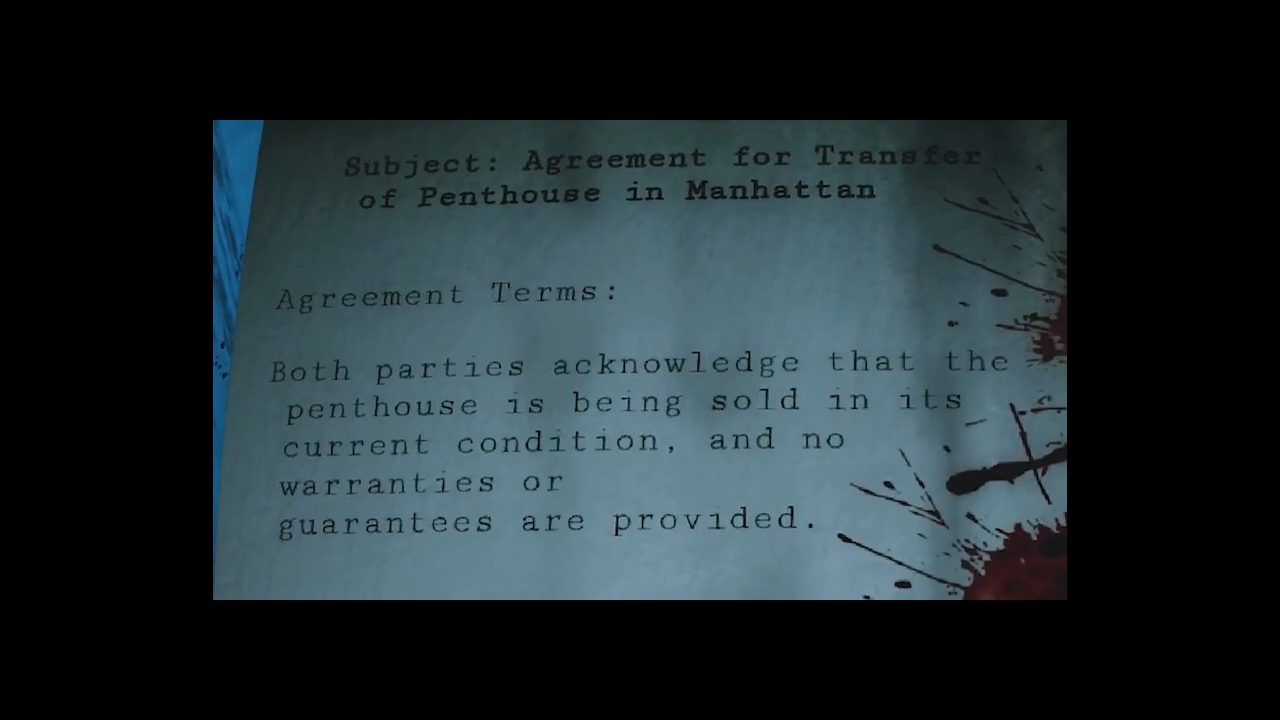 Subject: Agreement for Transfer
of Penthouse in Manhattan
Agreement Terms:
Both parties acknowledge that the
penthouse is being sold in its
current condition, and no
warranties or
guarantees are provided.